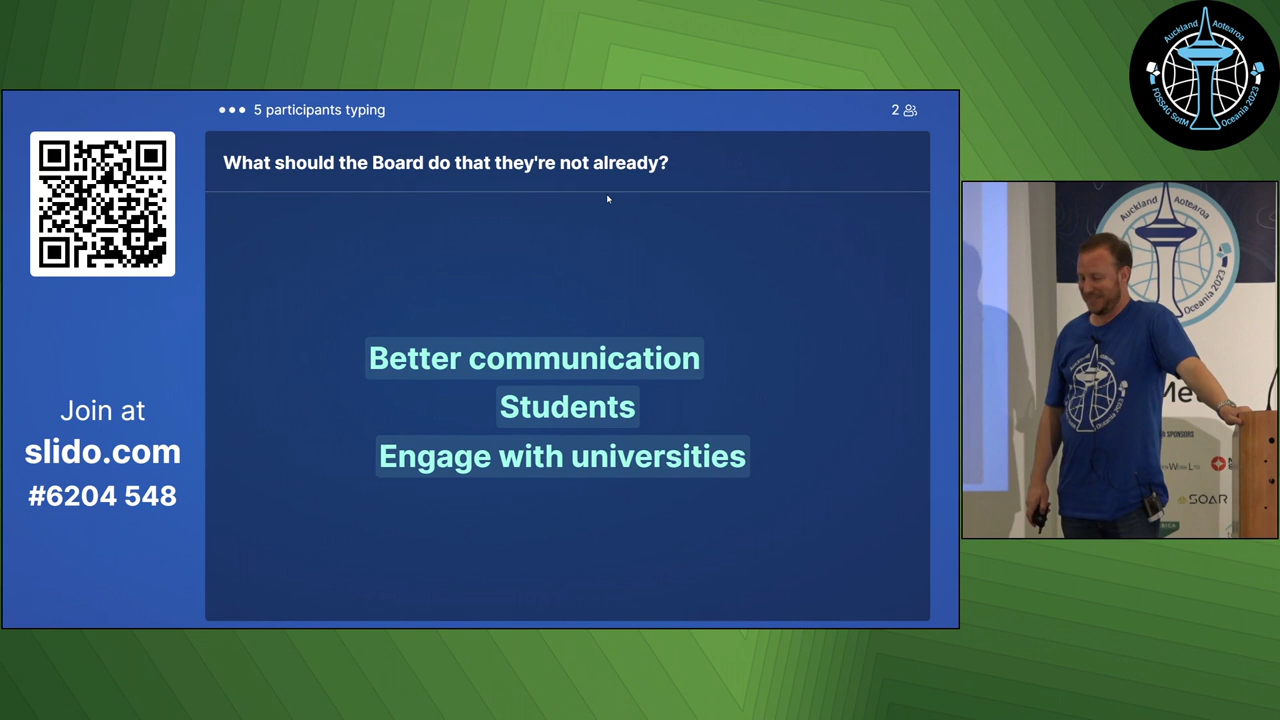 Auckland Aotearoa
FOSS4G SotM Oceania 2023
5 participants typing
2
What should the Board do that they're not already?
Better communication
Students
Engage with universities
Join at
slido.com
#6204 548
Auckland Aotearoa
Oceania 2023
SPONSORS
SOAR